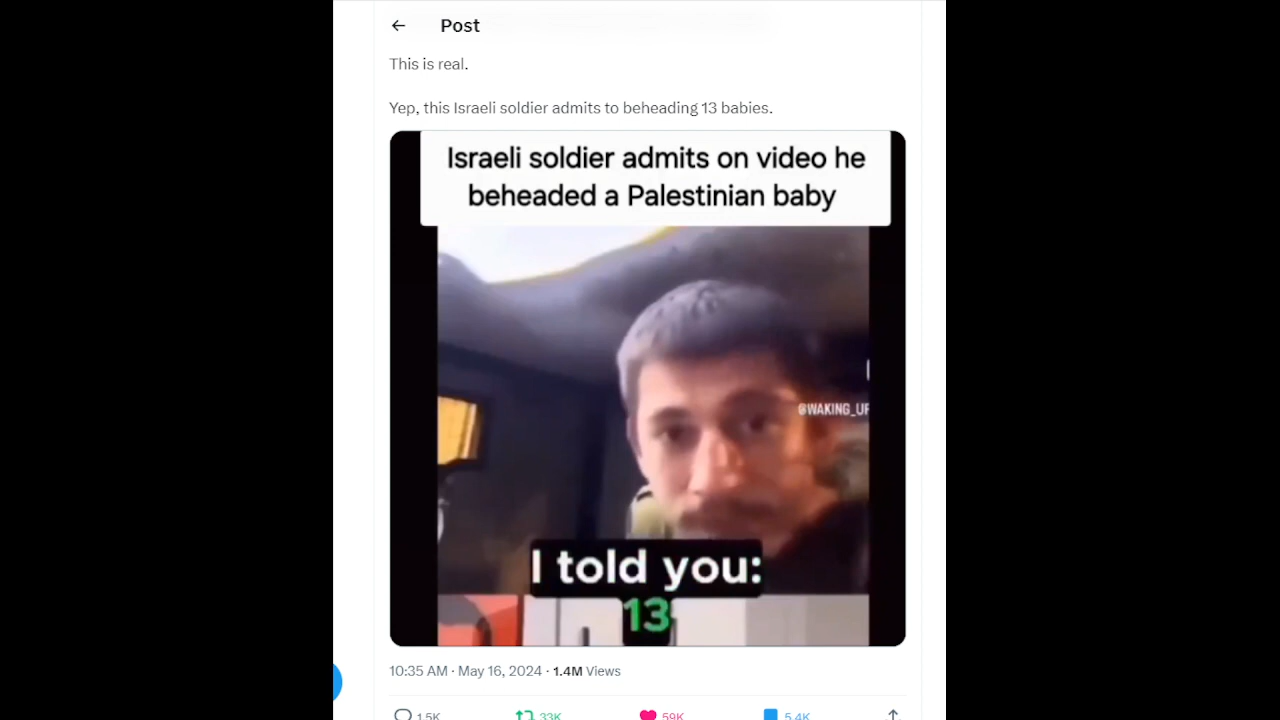 Post
This is real.
Yep, this Israeli soldier admits to beheading 13 babies.
Israeli soldier admits on video he
beheaded a Palestinian baby
@WAKING_UP
I told you:
13
10:35 AM · May 16, 2024 · 1.4M Views
1.5K 33K 59K 5.4K